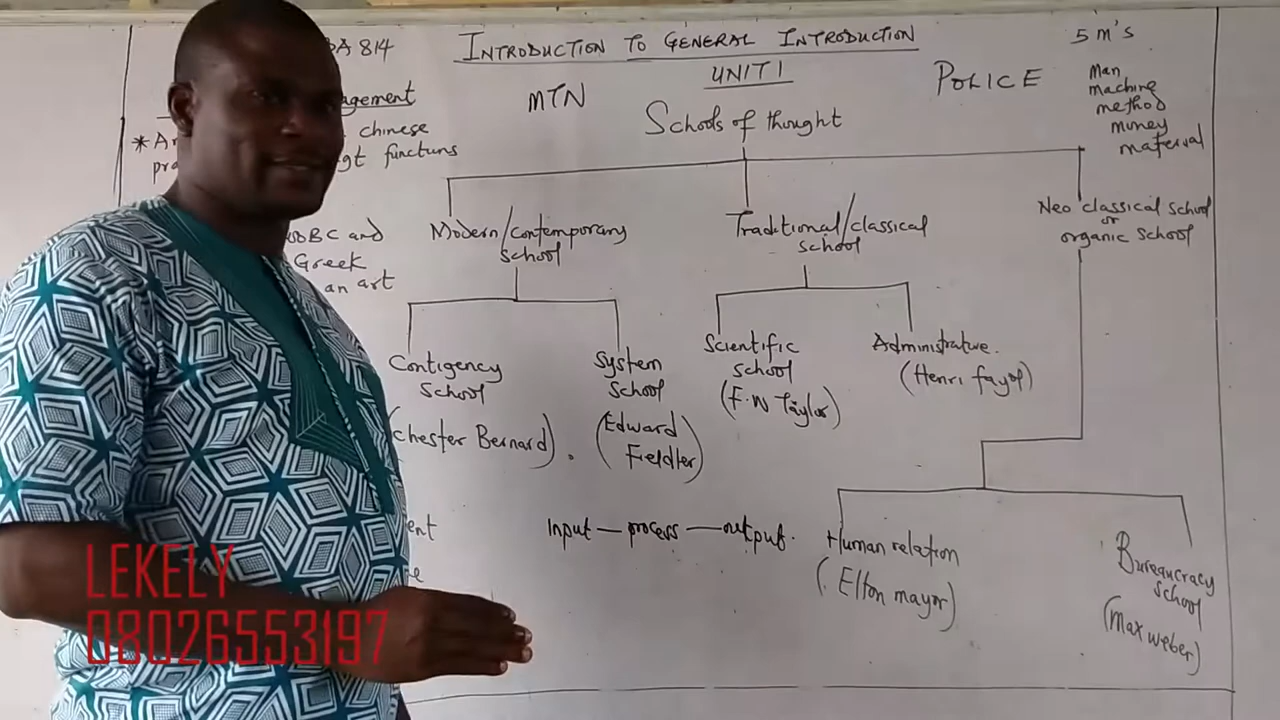 BA 814
INTRODUCTION TO GENERAL INTRODUCTION
5 m's
UNIT 1
MTN
POLICE
Man
machine
method
money
material
Schools of thought
agement
chinese
gt functions
Modern/contemporary
school
Traditional/classical
school
Neo classical school
or
organic school
BC and
Greek
an art
Contigency
School
System
School
Scientific
school
(F.W Taylor)
Administrative.
(Henri fayol)
(chester Bernard).
(Edward
Fieldler)
ent
Input — process — output.
Human relation
(Elton mayor)
Bureaucracy
school
(max weber)
LEKELY
08026553197